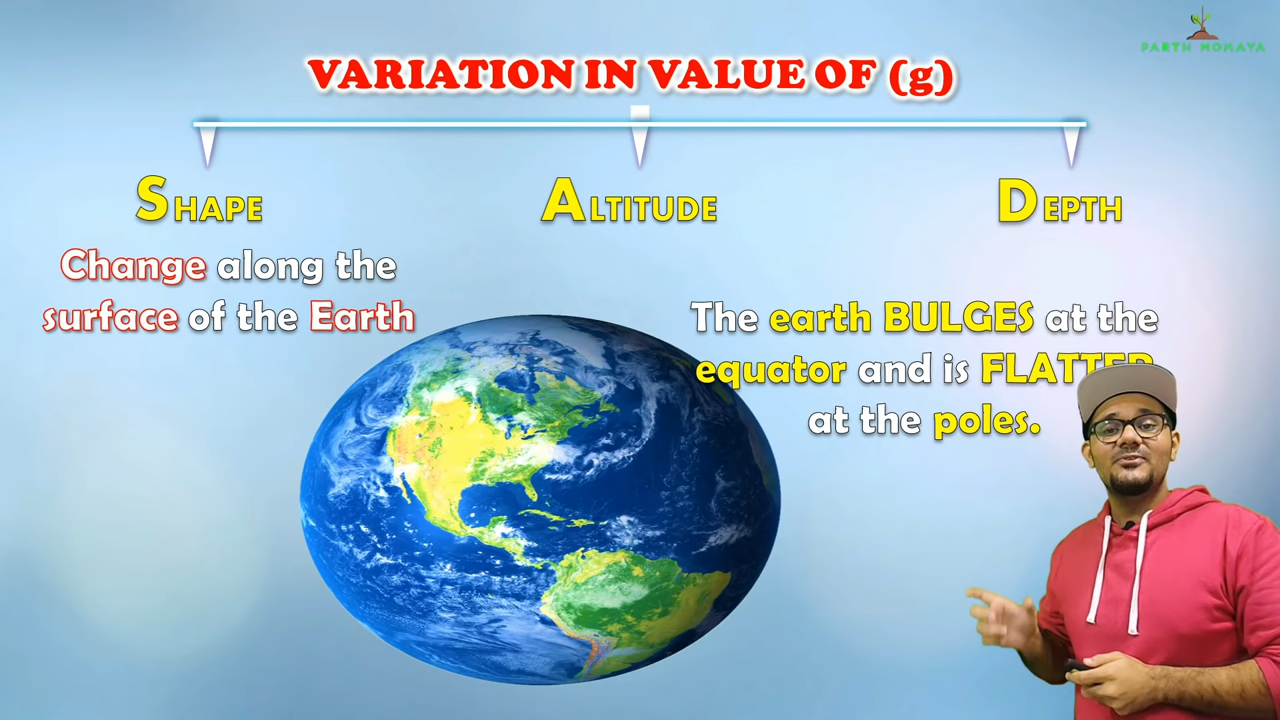 PARTH MOMAYA
VARIATION IN VALUE OF (g)
SHAPE
ALTITUDE
DEPTH
Change along the
surface of the Earth
The earth BULGES at the
equator and is FLATTER
at the poles.